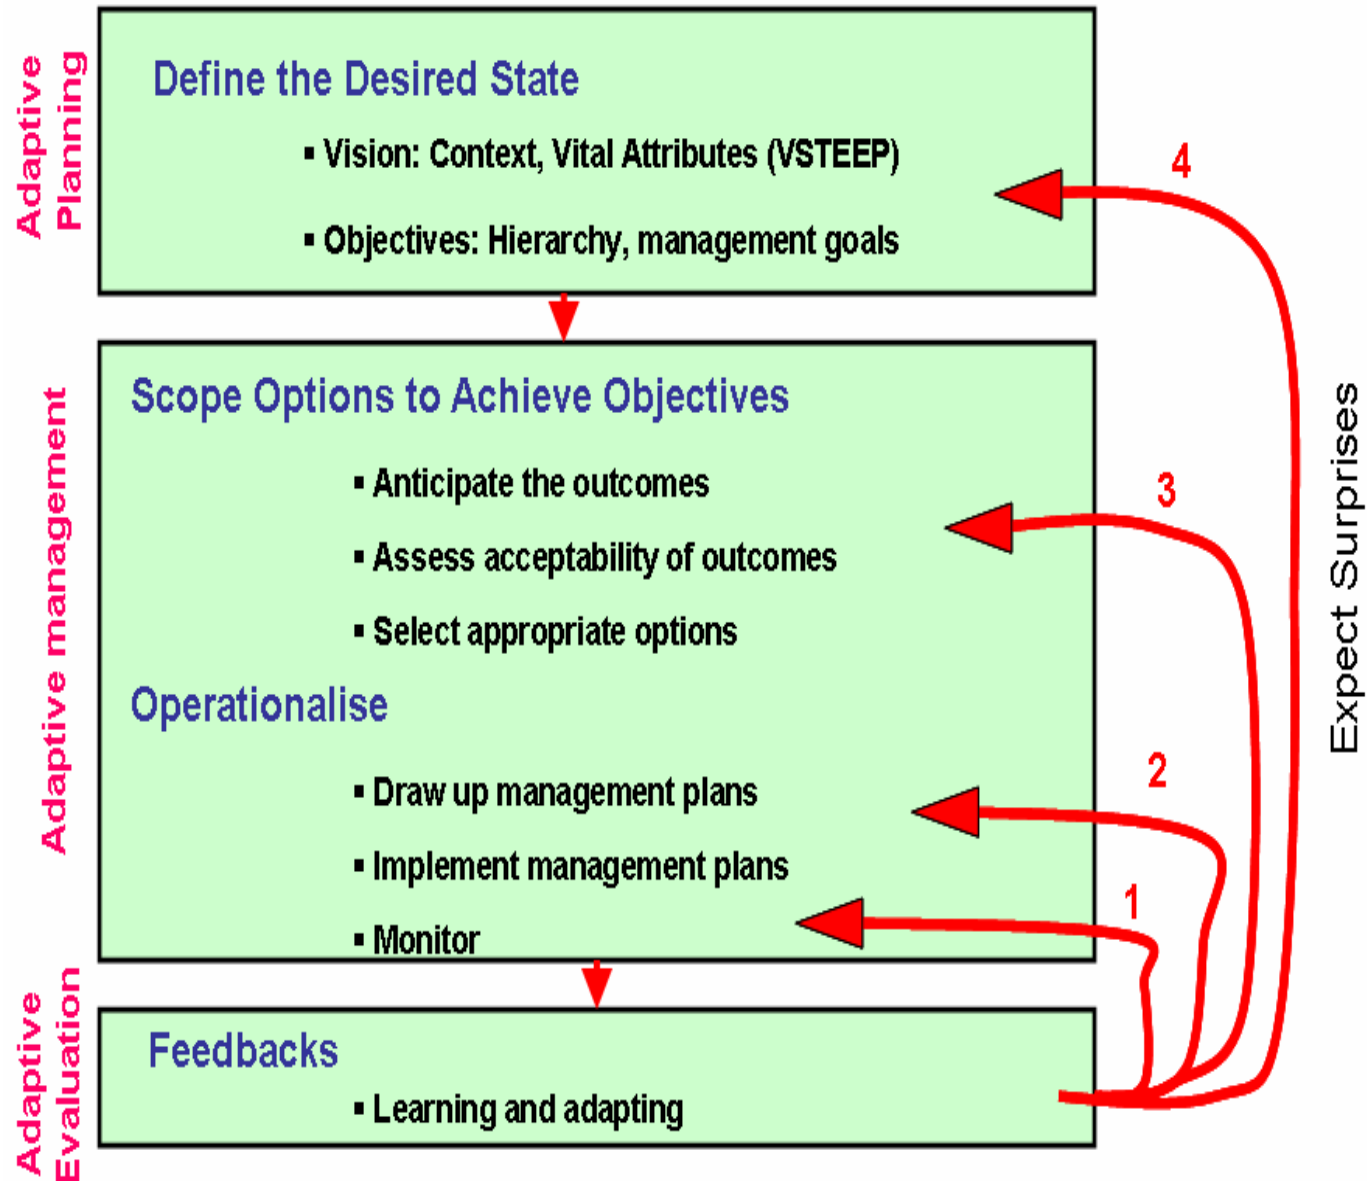 Adaptive
Planning
Define the Desired State
▪ Vision: Context, Vital Attributes (VSTEEP)
▪ Objectives: Hierarchy, management goals
4
Adaptive management
Scope Options to Achieve Objectives
▪ Anticipate the outcomes
3
▪ Assess acceptability of outcomes
▪ Select appropriate options
Operationalise
▪ Draw up management plans
2
▪ Implement management plans
1
▪ Monitor
Expect Surprises
Adaptive
Evaluation
Feedbacks
▪ Learning and adapting